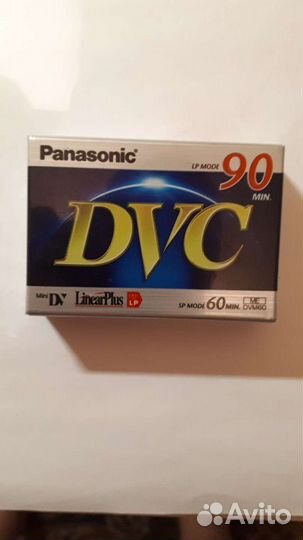 Panasonic
LP MODE 90 MIN.
DVC
Mini DV LinearPlus LP
SP MODE 60 MIN.
ME
DVM60
Avito